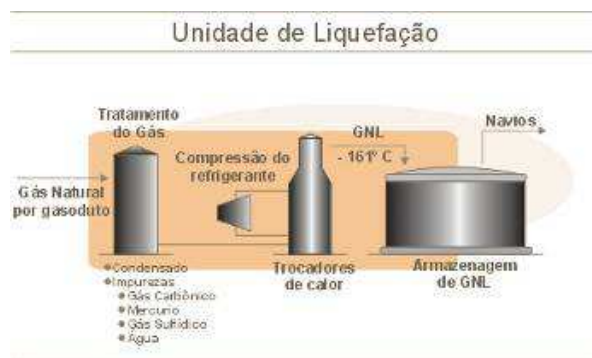 Unidade de Liquefação
Tratamento
do Gás
Gás Natural
por gasoduto
Compressão do
refrigerante
GNL
- 161º C
Navios
Trocadores
de calor
Armazenagem
de GNL
Condensado
Impurezas
Gás Carbônico
Mercurio
Gás Sulfídico
Água